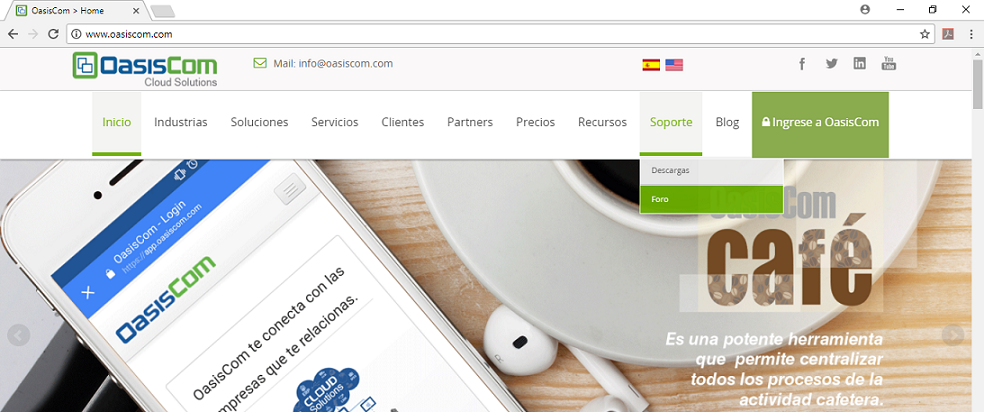 OasisCom > Home
www.oasiscom.com
OasisCom
Cloud Solutions
Mail: info@oasiscom.com
You
Tube
Inicio
Industrias
Soluciones
Servicios
Clientes
Partners
Precios
Recursos
Soporte
Blog
Ingrese a OasisCom
Descargas
Foro
OasisCom - Login
https://app.oasiscom.com
OasisCom
OasisCom te conecta con las
empresas que te relacionas.
CLOUD
Solutions
OasisCom
café
Es una potente herramienta
que permite centralizar
todos los procesos de la
actividad cafetera.